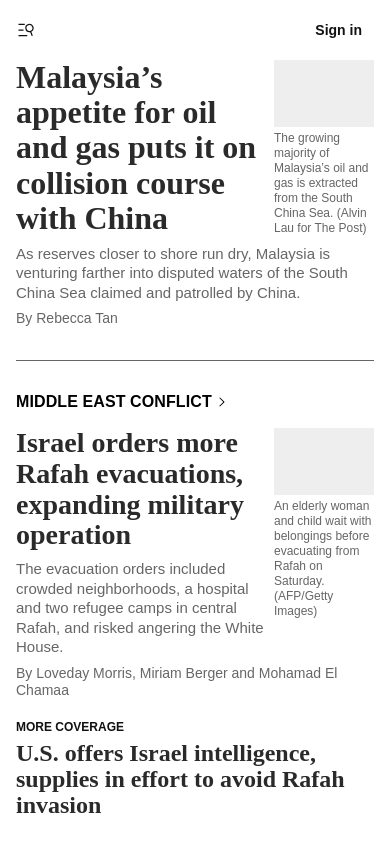 Sign in
Malaysia’s
appetite for oil
and gas puts it on
collision course
with China
The growing
majority of
Malaysia’s oil and
gas is extracted
from the South
China Sea. (Alvin
Lau for The Post)
As reserves closer to shore run dry, Malaysia is
venturing farther into disputed waters of the South
China Sea claimed and patrolled by China.
By Rebecca Tan
MIDDLE EAST CONFLICT
Israel orders more
Rafah evacuations,
expanding military
operation
An elderly woman
and child wait with
belongings before
evacuating from
Rafah on
Saturday.
(AFP/Getty
Images)
The evacuation orders included
crowded neighborhoods, a hospital
and two refugee camps in central
Rafah, and risked angering the White
House.
By Loveday Morris, Miriam Berger and Mohamad El
Chamaa
MORE COVERAGE
U.S. offers Israel intelligence,
supplies in effort to avoid Rafah
invasion